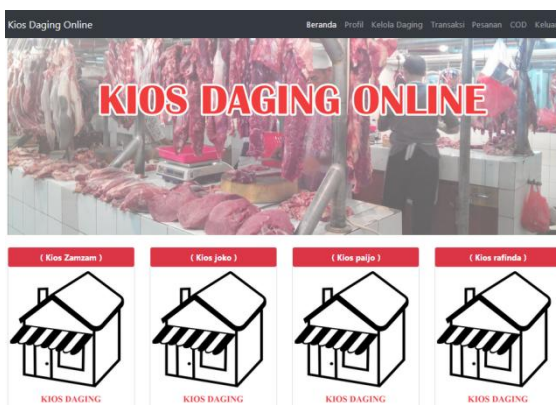 Kios Daging Online
Beranda Profil Kelola Daging Transaksi Pesanan COD Kelua
KIOS DAGING ONLINE
( Kios Zamzam ) ( Kios joko ) ( Kios paijo ) ( Kios rafinda )
KIOS DAGING KIOS DAGING KIOS DAGING KIOS DAGING